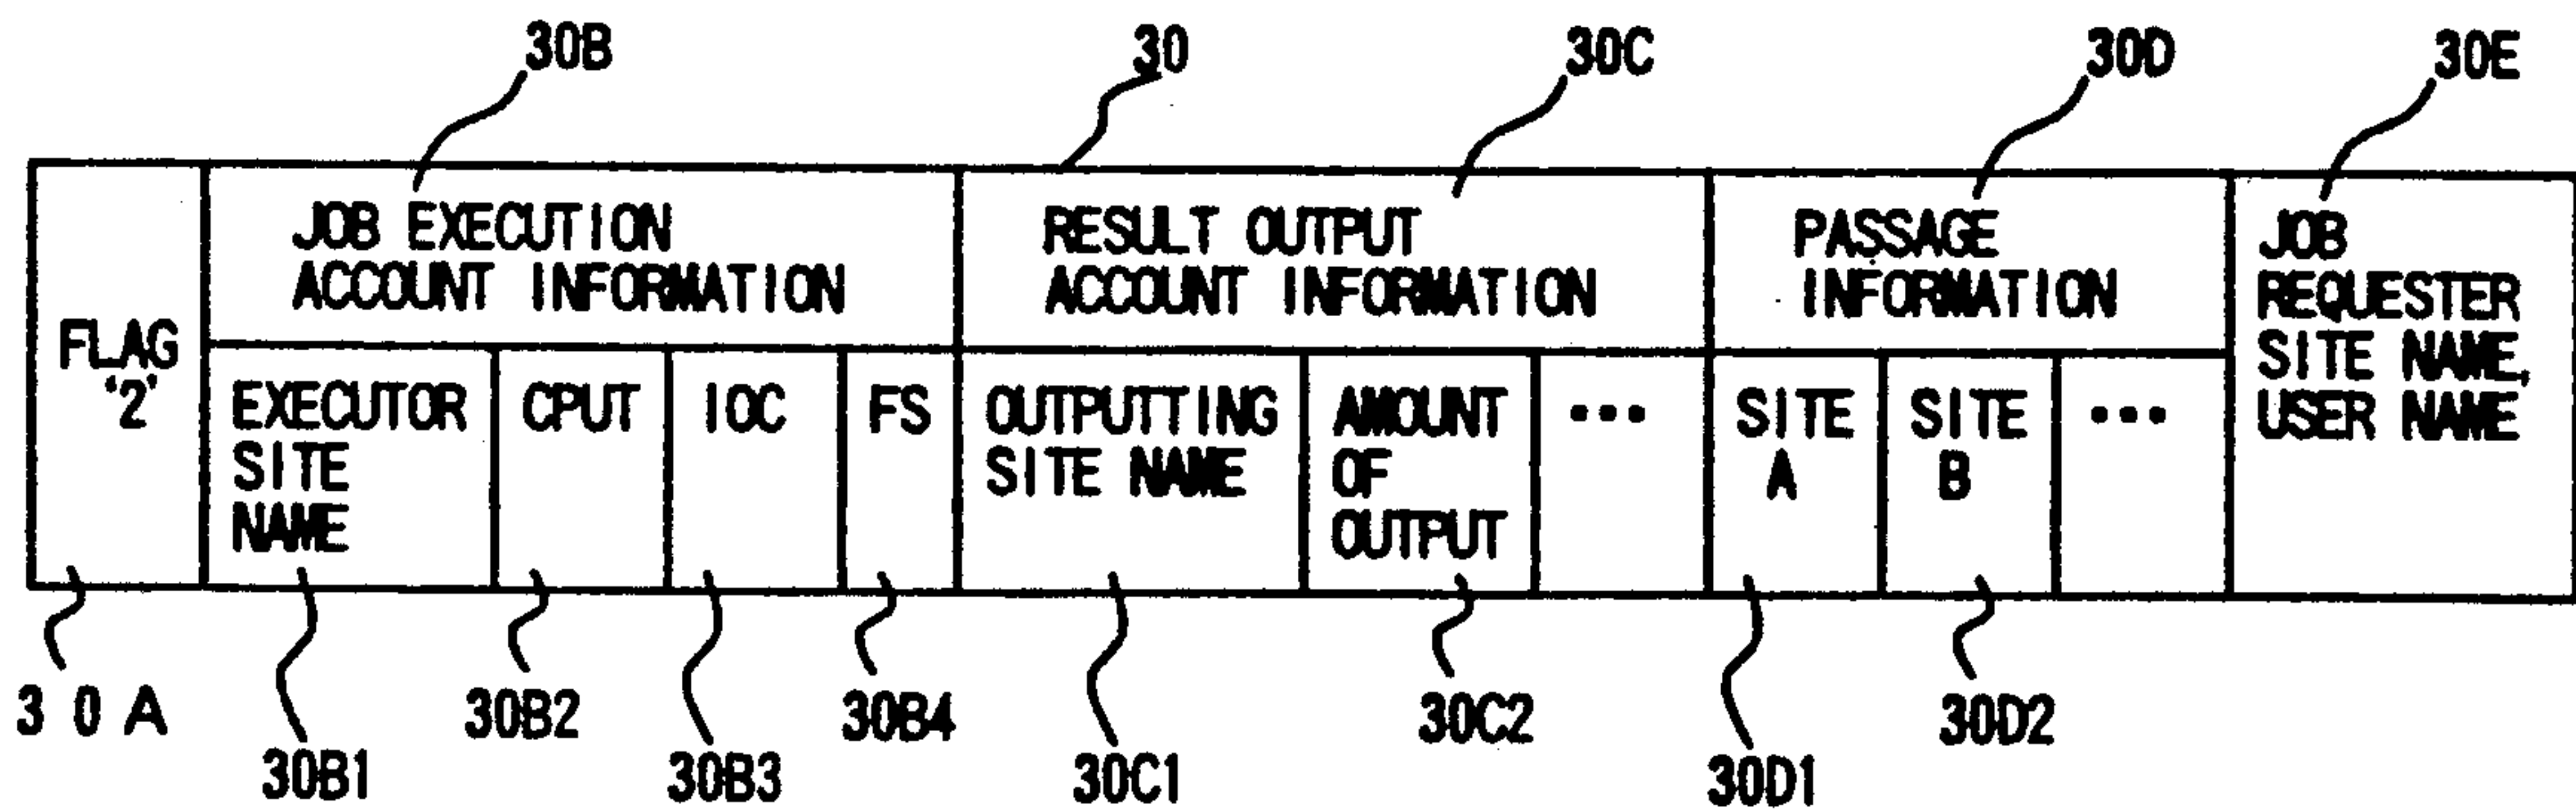 30B
30
30C
30D
30E
FLAG
'2'
JOB EXECUTION
ACCOUNT INFORMATION
RESULT OUTPUT
ACCOUNT INFORMATION
PASSAGE
INFORMATION
JOB
REQUESTER
SITE NAME,
USER NAME
EXECUTOR
SITE
NAME
CPUT
IOC
FS
OUTPUTTING
SITE NAME
AMOUNT
OF
OUTPUT
...
SITE
A
SITE
B
...
30A
30B1
30B2
30B3
30B4
30C1
30C2
30D1
30D2